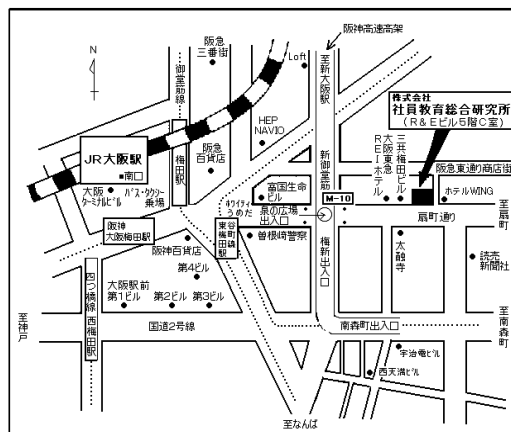 阪神高速高架
N
阪急
三番街
御堂筋線
Loft
至新大阪駅
株式会社
社員教育総合研究所
(R&Eビル5階C室)
HEP
NAVIO
JR大阪駅
■南口
梅田駅
阪急
百貨店
新御堂筋
大阪東急
REIホテル
三井梅田ビル
阪急東通り商店街
大阪
ターミナルビル
バス・タクシー
乗場
富国生命
ビル
M-10
ホテルWING
ホワイティ
うめだ
泉の広場
出入口
扇町通り
至扇町
阪神
大阪梅田駅
谷町線
東梅田駅
曽根崎警察
梅新出入口
太融寺
読売
新聞社
阪神百貨店
第4ビル
四つ橋線
西梅田駅
大阪駅前
第1ビル
第2ビル
第3ビル
至神戸
国道2号線
南森町出入口
至南森町
宇治電ビル
西天満ビル
至なんば